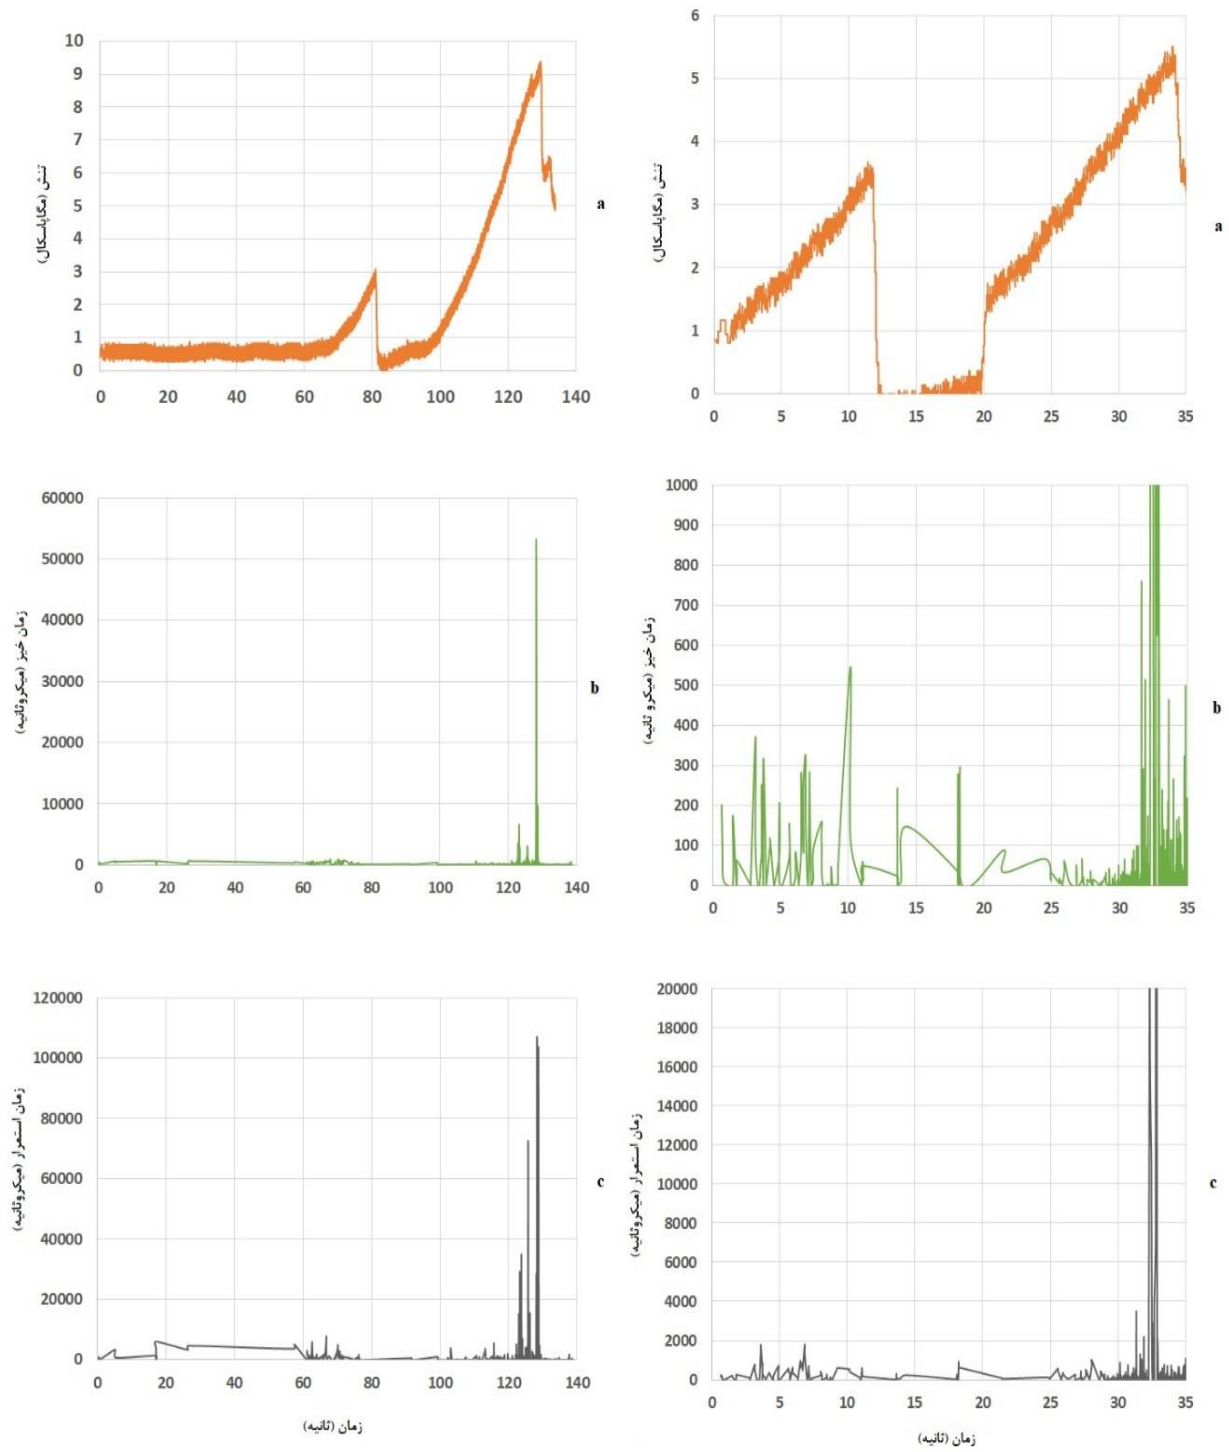 10
9
8
7
6
5
4
3
2
1
0
0 20 40 60 80 100 120 140
تنش (مگاپاسکال)
a
6
5
4
3
2
1
0
0 5 10 15 20 25 30 35
تنش (مگاپاسکال)
a
60000
50000
40000
30000
20000
10000
0
0 20 40 60 80 100 120 140
زمان خیز (میکروثانیه)
b
1000
900
800
700
600
500
400
300
200
100
0
0 5 10 15 20 25 30 35
زمان خیز (میکرو ثانیه)
b
120000
100000
80000
60000
40000
20000
0
0 20 40 60 80 100 120 140
زمان استمرار (میکروثانیه)
زمان (ثانیه)
c
20000
18000
16000
14000
12000
10000
8000
6000
4000
2000
0
0 5 10 15 20 25 30 35
زمان استمرار (میکروثانیه)
زمان (ثانیه)
c